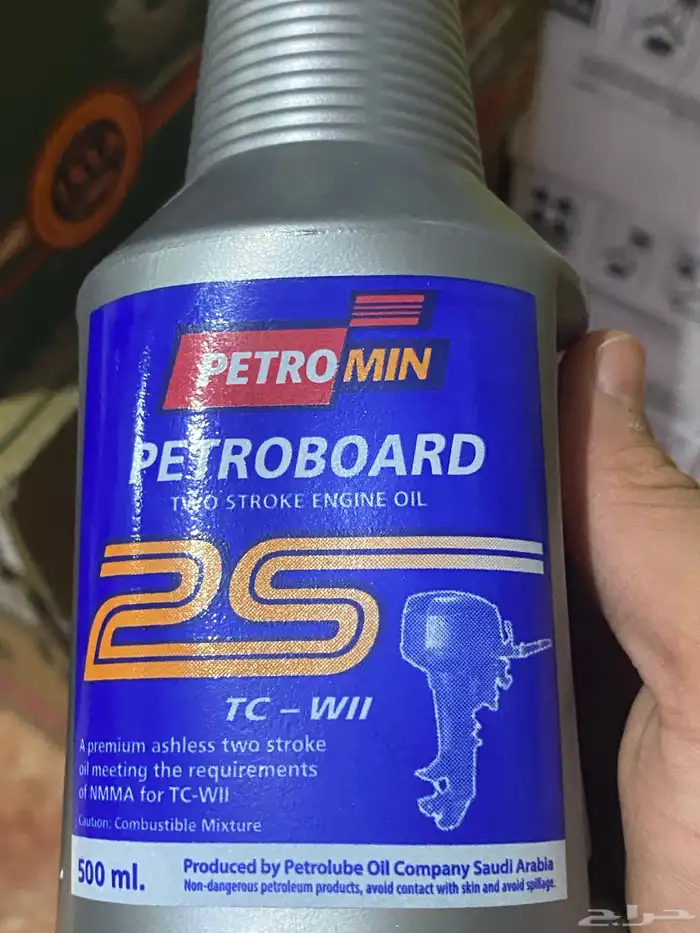 PETROMIN
PETROBOARD
TWO STROKE ENGINE OIL
2S
TC – WII
A premium ashless two stroke
oil meeting the requirements
of NMMA for TC-WII
Caution: Combustible Mixture
500 ml.
Produced by Petrolube Oil Company Saudi Arabia
Non-dangerous petroleum products, avoid contact with skin and avoid spillage.
حراج